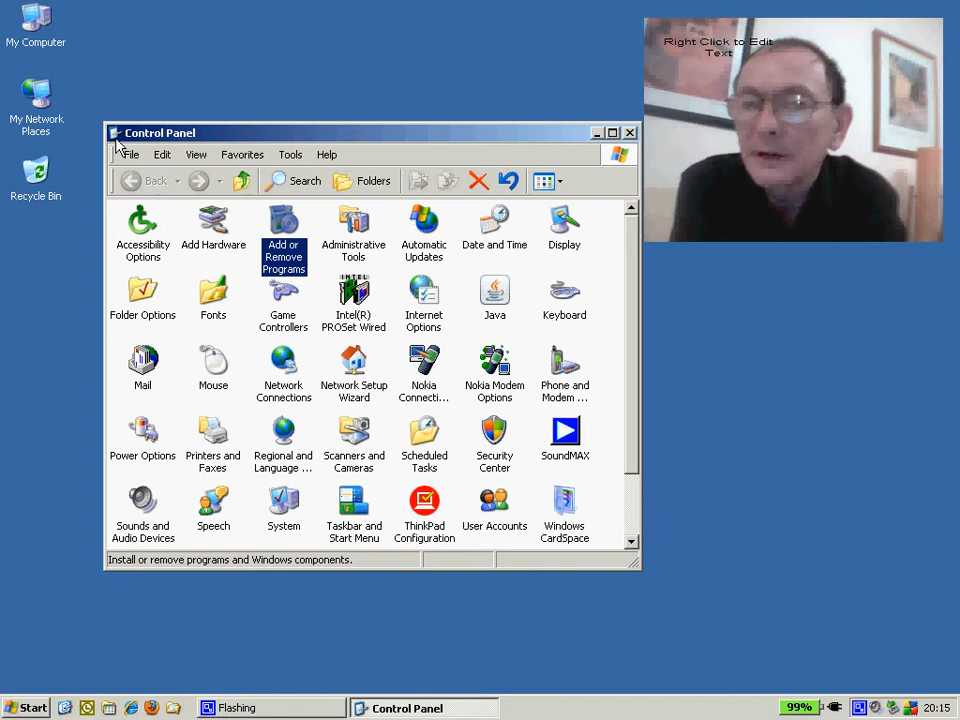 My Computer
My Network
Places
Recycle Bin
Right Click to Edit
Text
Control Panel
File Edit View Favorites Tools Help
Back Search Folders
Accessibility
Options
Add Hardware
Add or
Remove
Programs
Administrative
Tools
Automatic
Updates
Date and Time
Display
Folder Options
Fonts
Game
Controllers
INTEL
Intel(R)
PROSet Wired
Internet
Options
Java
Keyboard
Mail
Mouse
Network
Connections
Network Setup
Wizard
Nokia
Connecti...
Nokia Modem
Options
Phone and
Modem ...
Power Options
Printers and
Faxes
Regional and
Language ...
Scanners and
Cameras
Scheduled
Tasks
Security
Center
SoundMAX
Sounds and
Audio Devices
Speech
System
Taskbar and
Start Menu
ThinkPad
Configuration
User Accounts
Windows
CardSpace
Install or remove programs and Windows components.
Start Flashing Control Panel 99% 20:15